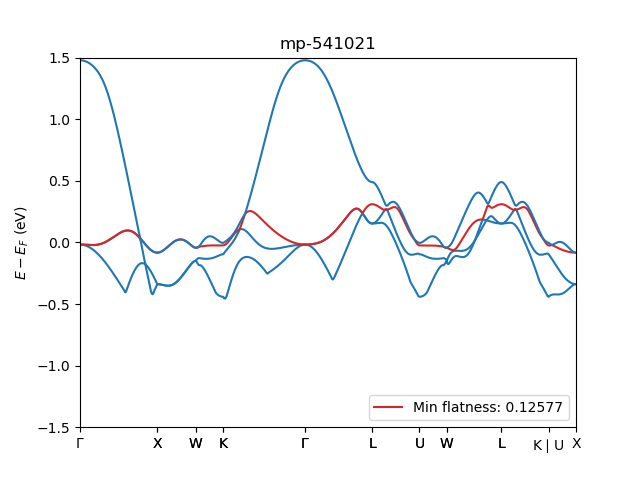 mp-541021
E − E_F (eV)
1.5
1.0
0.5
0.0
−0.5
−1.0
−1.5
Min flatness: 0.12577
Γ X W K Γ L U W L K | U X